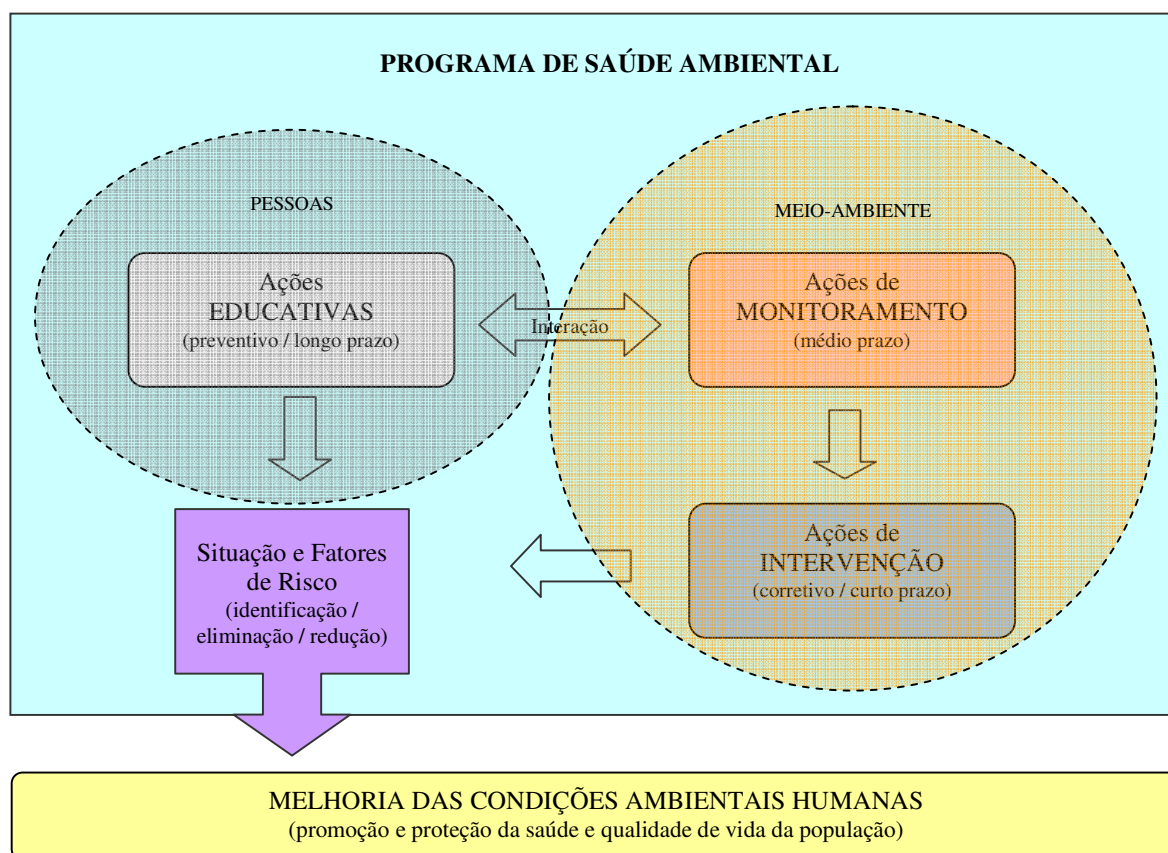 PROGRAMA DE SAÚDE AMBIENTAL
PESSOAS
Ações
EDUCATIVAS
(preventivo / longo prazo)
Interação
MEIO-AMBIENTE
Ações de
MONITORAMENTO
(médio prazo)
Ações de
INTERVENÇÃO
(corretivo / curto prazo)
Situação e Fatores
de Risco
(identificação /
eliminação / redução)
MELHORIA DAS CONDIÇÕES AMBIENTAIS HUMANAS
(promoção e proteção da saúde e qualidade de vida da população)